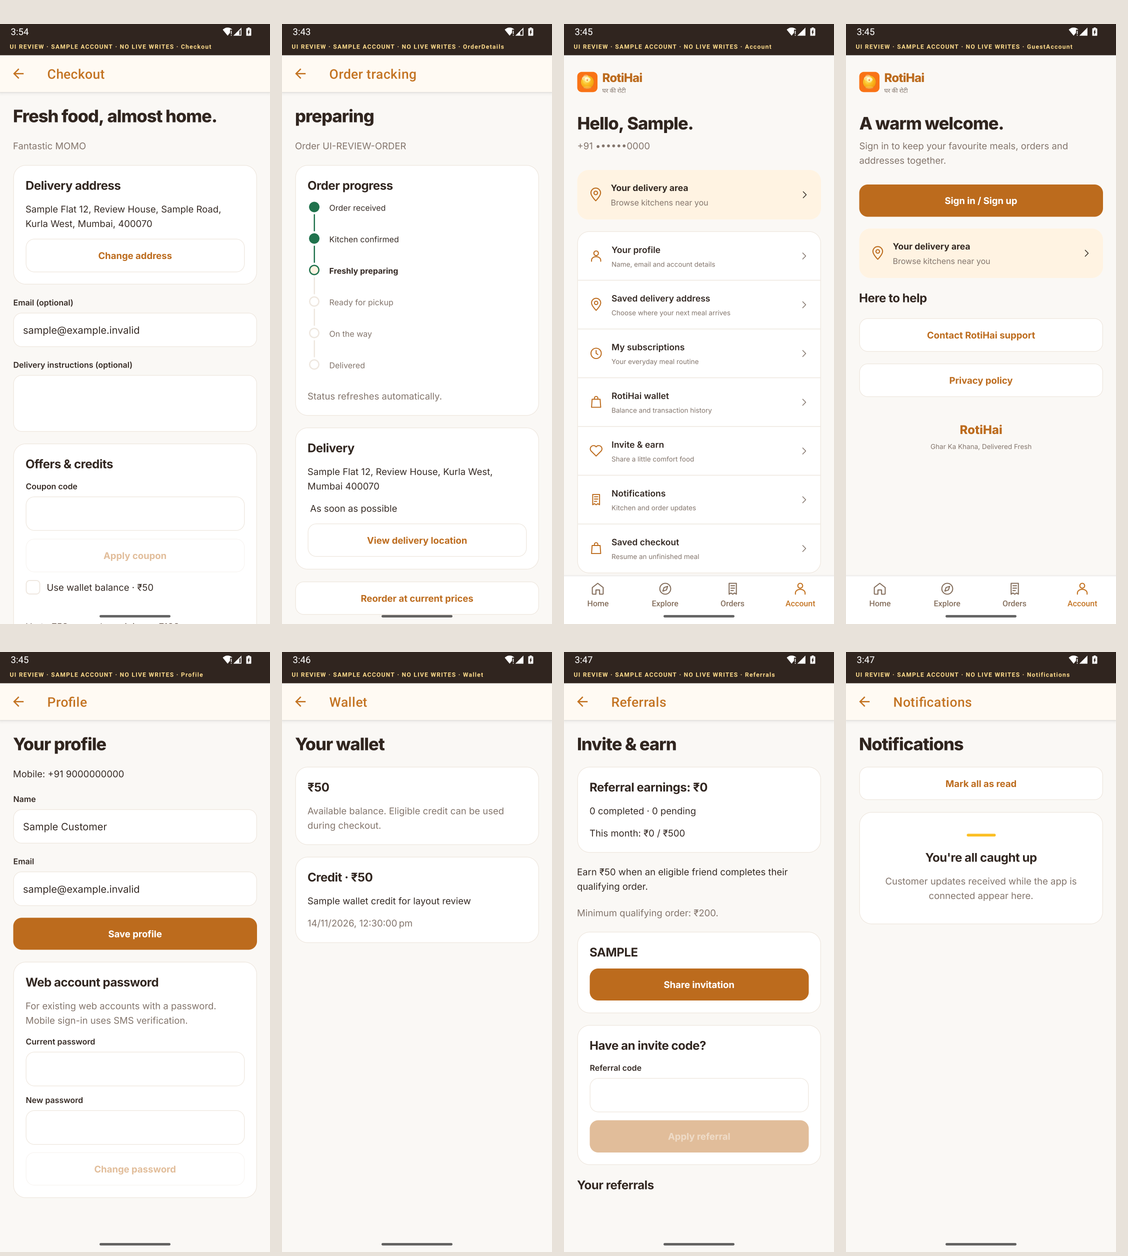 3:54
UI REVIEW · SAMPLE ACCOUNT · NO LIVE WRITES · Checkout
Checkout
Fresh food, almost home.
Fantastic MOMO
Delivery address
Sample Flat 12, Review House, Sample Road,
Kurla West, Mumbai, 400070
Change address
Email (optional)
sample@example.invalid
Delivery instructions (optional)
Offers & credits
Coupon code
Apply coupon
Use wallet balance · ₹50
3:43
UI REVIEW · SAMPLE ACCOUNT · NO LIVE WRITES · OrderDetails
Order tracking
preparing
Order UI-REVIEW-ORDER
Order progress
Order received
Kitchen confirmed
Freshly preparing
Ready for pickup
On the way
Delivered
Status refreshes automatically.
Delivery
Sample Flat 12, Review House, Kurla West,
Mumbai 400070
As soon as possible
View delivery location
Reorder at current prices
3:45
UI REVIEW · SAMPLE ACCOUNT · NO LIVE WRITES · Account
RotiHai
घर की रोटी
Hello, Sample.
+91 ••••••0000
Your delivery area
Browse kitchens near you
Your profile
Name, email and account details
Saved delivery address
Choose where your next meal arrives
My subscriptions
Your everyday meal routine
RotiHai wallet
Balance and transaction history
Invite & earn
Share a little comfort food
Notifications
Kitchen and order updates
Saved checkout
Resume an unfinished meal
Home
Explore
Orders
Account
3:45
UI REVIEW · SAMPLE ACCOUNT · NO LIVE WRITES · GuestAccount
RotiHai
घर की रोटी
A warm welcome.
Sign in to keep your favourite meals, orders and
addresses together.
Sign in / Sign up
Your delivery area
Browse kitchens near you
Here to help
Contact RotiHai support
Privacy policy
RotiHai
Ghar Ka Khana, Delivered Fresh
Home
Explore
Orders
Account
3:45
UI REVIEW · SAMPLE ACCOUNT · NO LIVE WRITES · Profile
Profile
Your profile
Mobile: +91 9000000000
Name
Sample Customer
Email
sample@example.invalid
Save profile
Web account password
For existing web accounts with a password.
Mobile sign-in uses SMS verification.
Current password
New password
Change password
3:46
UI REVIEW · SAMPLE ACCOUNT · NO LIVE WRITES · Wallet
Wallet
Your wallet
₹50
Available balance. Eligible credit can be used
during checkout.
Credit · ₹50
Sample wallet credit for layout review
14/11/2026, 12:30:00 pm
3:47
UI REVIEW · SAMPLE ACCOUNT · NO LIVE WRITES · Referrals
Referrals
Invite & earn
Referral earnings: ₹0
0 completed · 0 pending
This month: ₹0 / ₹500
Earn ₹50 when an eligible friend completes their
qualifying order.
Minimum qualifying order: ₹200.
SAMPLE
Share invitation
Have an invite code?
Referral code
Apply referral
Your referrals
3:47
UI REVIEW · SAMPLE ACCOUNT · NO LIVE WRITES · Notifications
Notifications
Notifications
Mark all as read
You're all caught up
Customer updates received while the app is
connected appear here.